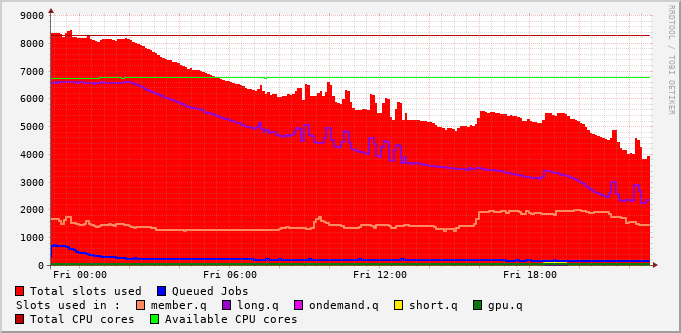 9000
8000
7000
6000
5000
4000
3000
2000
1000
0
Fri 00:00 Fri 06:00 Fri 12:00 Fri 18:00
RRDTOOL / TOBI OETIKER
Total slots used Queued Jobs
Slots used in : member.q long.q ondemand.q short.q gpu.q
Total CPU cores Available CPU cores